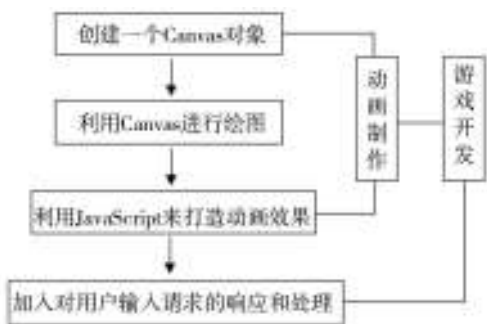 创建一个Canvas对象
利用Canvas进行绘图
利用JavaScript来打造动画效果
加入对用户输入请求的响应和处理
动画制作
游戏开发